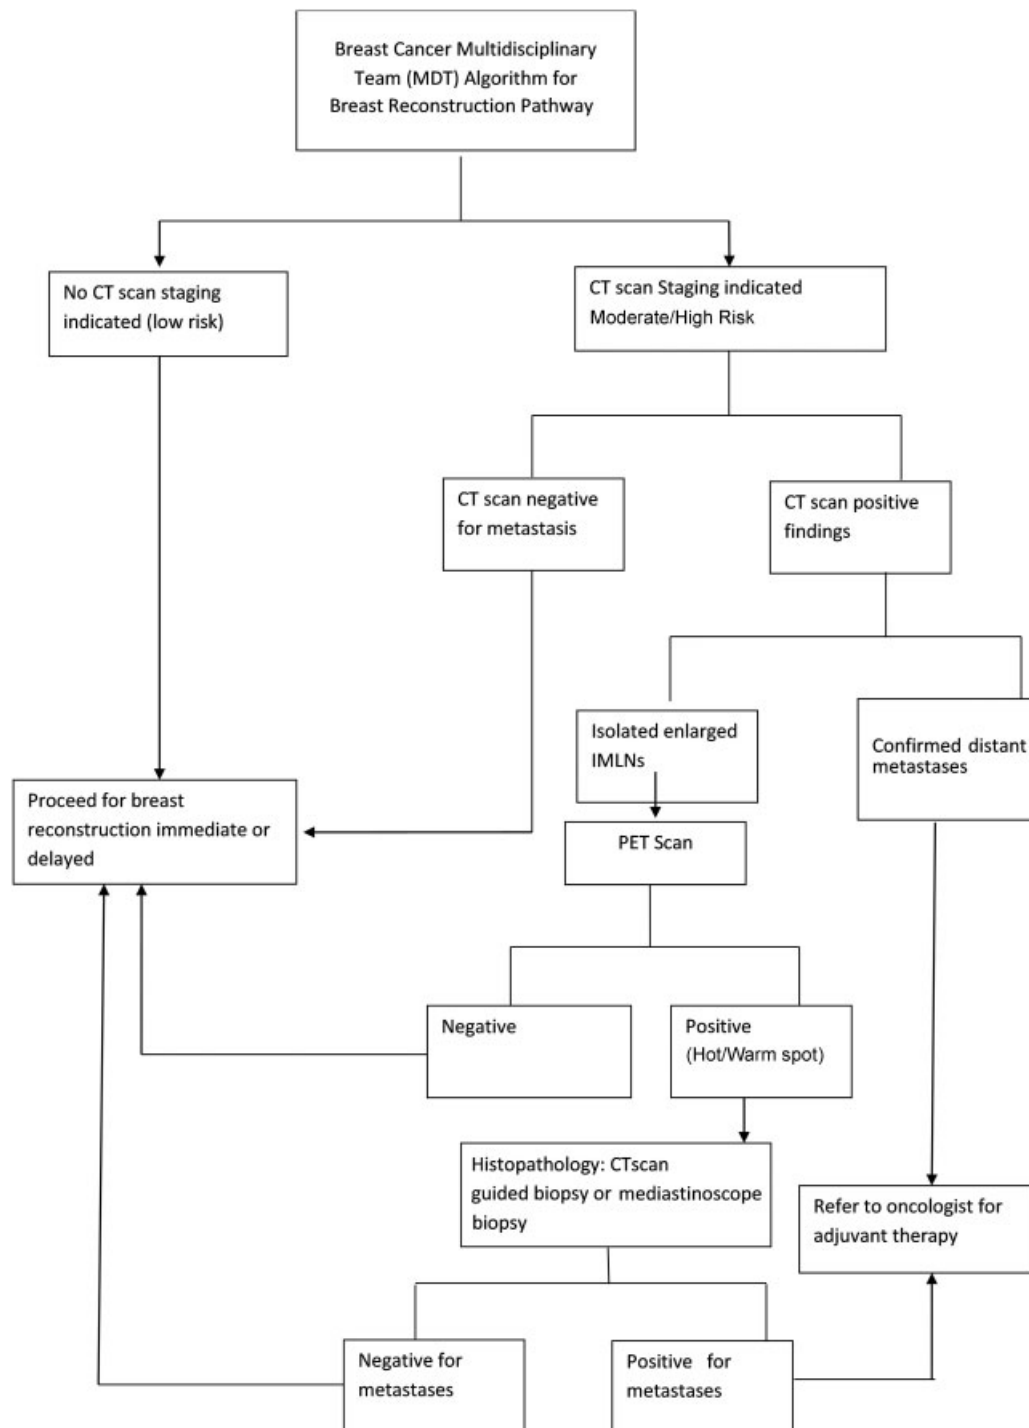 Breast Cancer Multidisciplinary
Team (MDT) Algorithm for
Breast Reconstruction Pathway
No CT scan staging
indicated (low risk)
CT scan Staging indicated
Moderate/High Risk
CT scan negative
for metastasis
CT scan positive
findings
Isolated enlarged
IMLNs
Confirmed distant
metastases
Proceed for breast
reconstruction immediate or
delayed
PET Scan
Negative
Positive
(Hot/Warm spot)
Histopathology: CTscan
guided biopsy or mediastinoscope
biopsy
Refer to oncologist for
adjuvant therapy
Negative for
metastases
Positive for
metastases